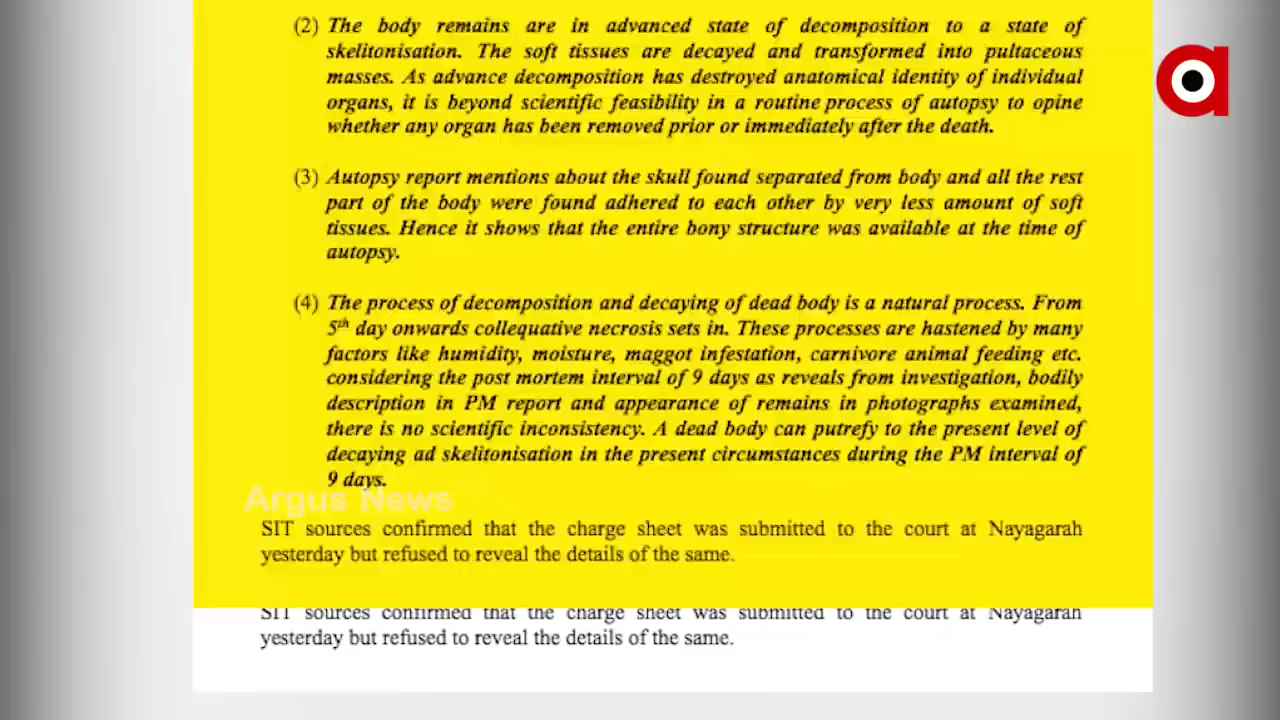 (2) The body remains are in advanced state of decomposition to a state of
skelitonisation. The soft tissues are decayed and transformed into pultaceous
masses. As advance decomposition has destroyed anatomical identity of individual
organs, it is beyond scientific feasibility in a routine process of autopsy to opine
whether any organ has been removed prior or immediately after the death.
(3) Autopsy report mentions about the skull found separated from body and all the rest
part of the body were found adhered to each other by very less amount of soft
tissues. Hence it shows that the entire bony structure was available at the time of
autopsy.
(4) The process of decomposition and decaying of dead body is a natural process. From
5th day onwards collequative necrosis sets in. These processes are hastened by many
factors like humidity, moisture, maggot infestation, carnivore animal feeding etc.
considering the post mortem interval of 9 days as reveals from investigation, bodily
description in PM report and appearance of remains in photographs examined,
there is no scientific inconsistency. A dead body can putrefy to the present level of
decaying ad skelitonisation in the present circumstances during the PM interval of
9 days.
Argus News
SIT sources confirmed that the charge sheet was submitted to the court at Nayagarah
yesterday but refused to reveal the details of the same.
SIT sources confirmed that the charge sheet was submitted to the court at Nayagarah
yesterday but refused to reveal the details of the same.